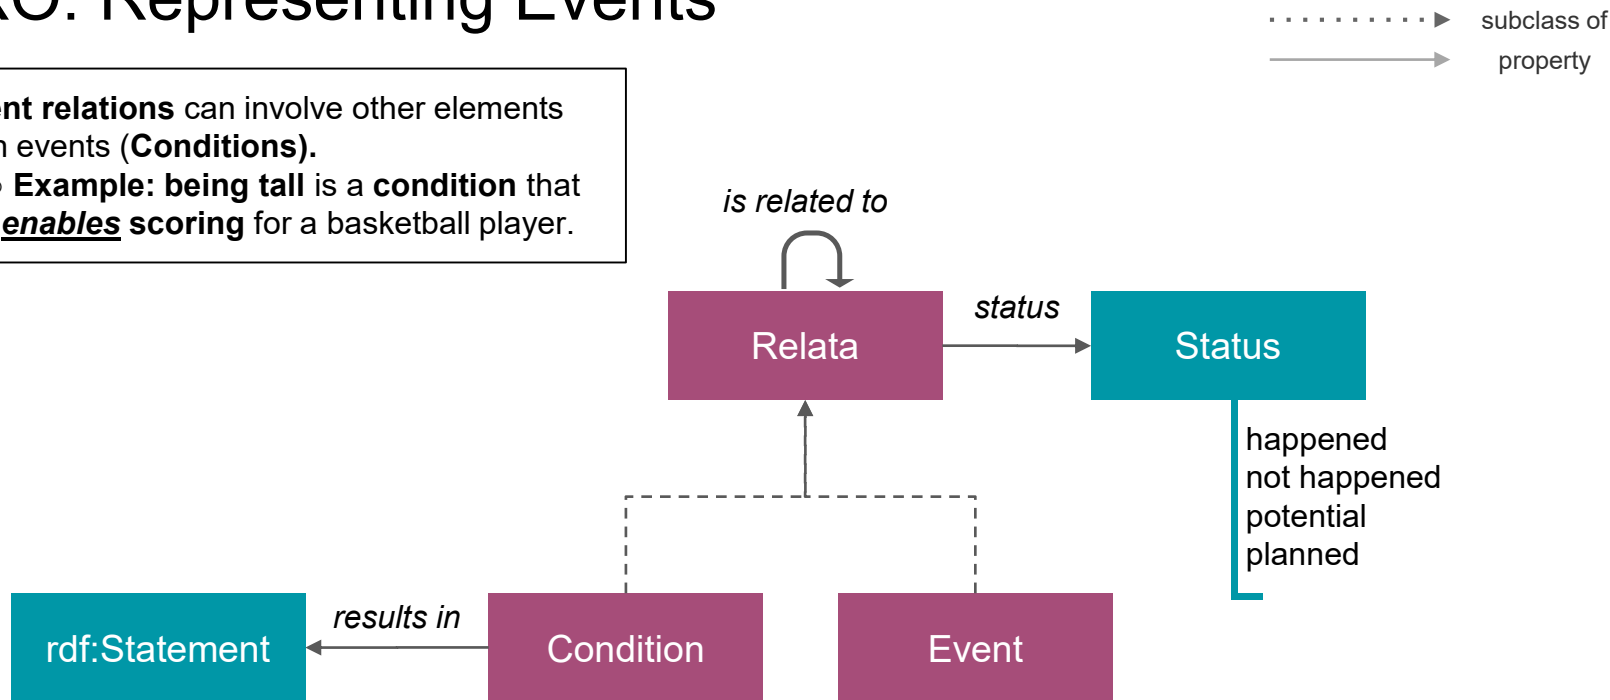 : Representing Events
subclass of
property
nt relations can involve other elements
n events (Conditions).
Example: being tall is a condition that
enables scoring for a basketball player.
is related to
Relata
status
Status
happened
not happened
potential
planned
rdf:Statement
results in
Condition
Event